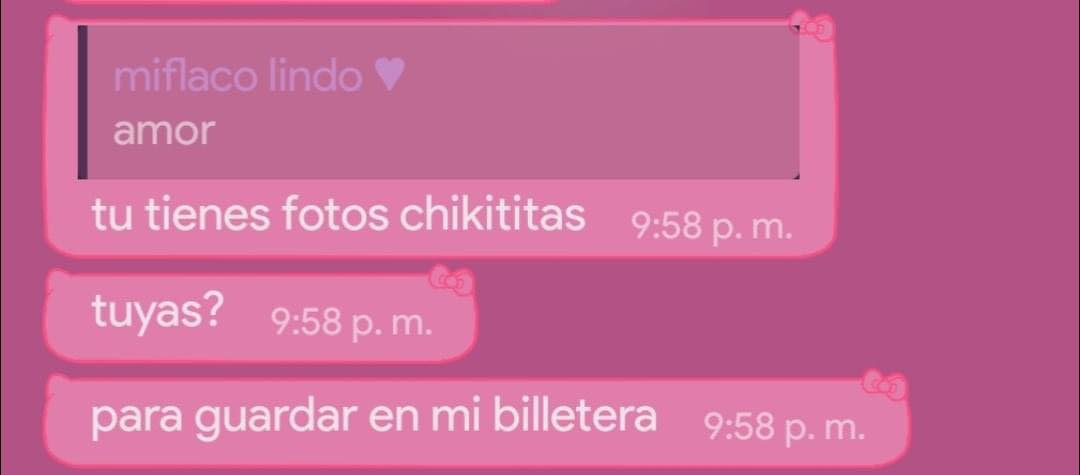 miflaco lindo ♥
amor
tu tienes fotos chikititas 9:58 p. m.
tuyas? 9:58 p. m.
para guardar en mi billetera 9:58 p. m.